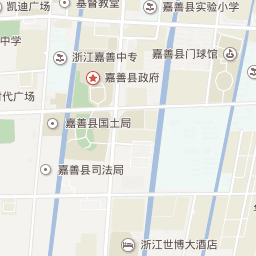 凯迪广场
基督教堂
嘉善县实验小学
中学
浙江嘉善中专
嘉善县门球馆
嘉善县政府
时代广场
嘉善县国土局
嘉善县司法局
浙江世博大酒店